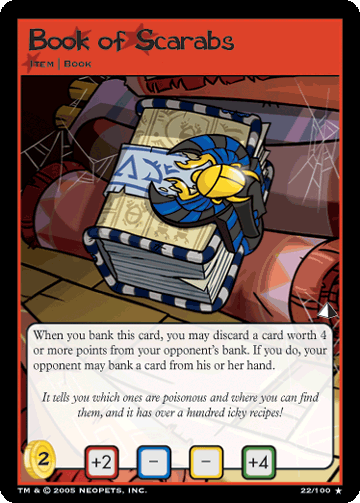 Book of Scarabs
Item | Book
When you bank this card, you may discard a card worth 4
or more points from your opponent's bank. If you do, your
opponent may bank a card from his or her hand.
It tells you which ones are poisonous and where you can find
them, and it has over a hundred icky recipes!
2 +2 - - +4
TM & © 2005 NEOPETS, INC. 22/100 ★